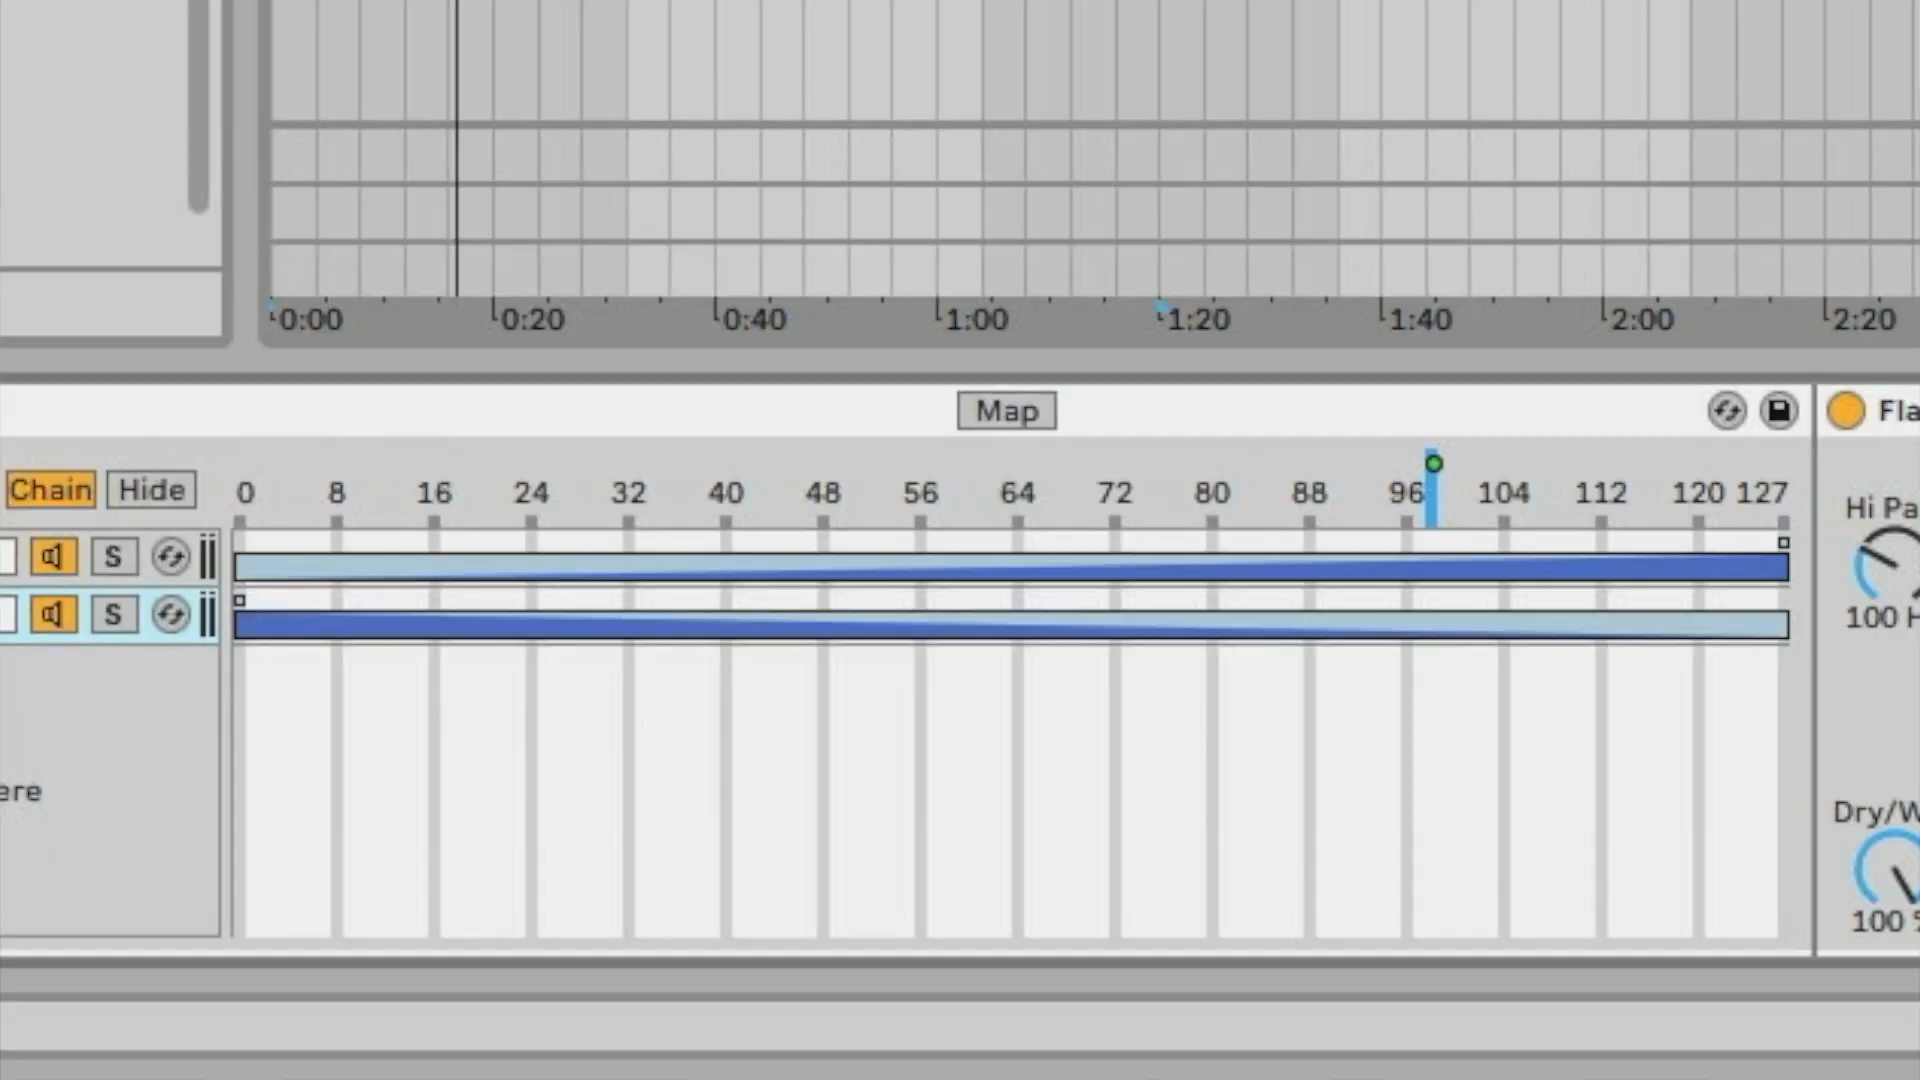 0:00 0:20 0:40 1:00 1:20 1:40 2:00 2:20
Map
Fla
Chain Hide 0 8 16 24 32 40 48 56 64 72 80 88 96 104 112 120 127
Hi Pa
S
S
100 H
ere
Dry/W
100 %